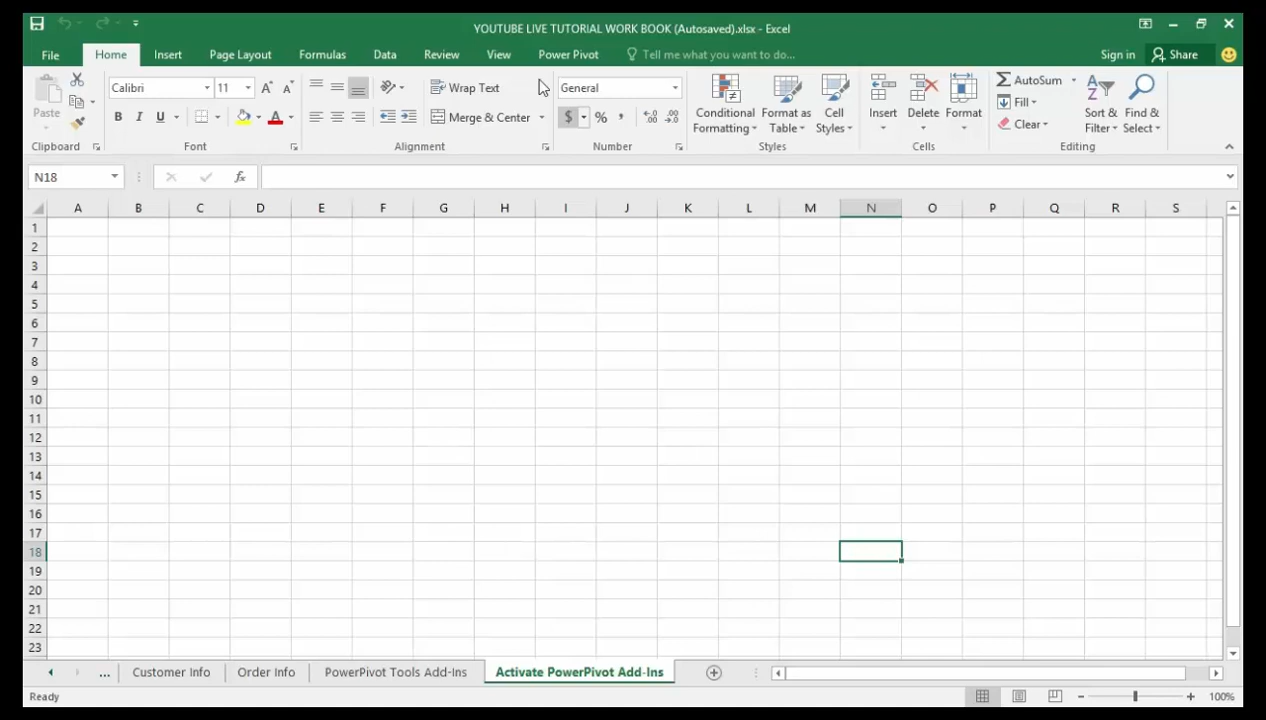 YOUTUBE LIVE TUTORIAL WORK BOOK (Autosaved).xlsx - Excel
File Home Insert Page Layout Formulas Data Review View Power Pivot Tell me what you want to do... Sign in Share
Paste
Clipboard
Calibri 11
B I U A
Font
Wrap Text
Merge & Center
Alignment
General
$ % ,
Number
Conditional Formatting
Format as Table
Cell Styles
Styles
Insert
Delete
Format
Cells
AutoSum
Fill
Clear
Sort & Filter
Find & Select
Editing
N18 fx
A B C D E F G H I J K L M N O P Q R S
1
2
3
4
5
6
7
8
9
10
11
12
13
14
15
16
17
18
19
20
21
22
23
... Customer Info Order Info PowerPivot Tools Add-Ins Activate PowerPivot Add-Ins
Ready 100%